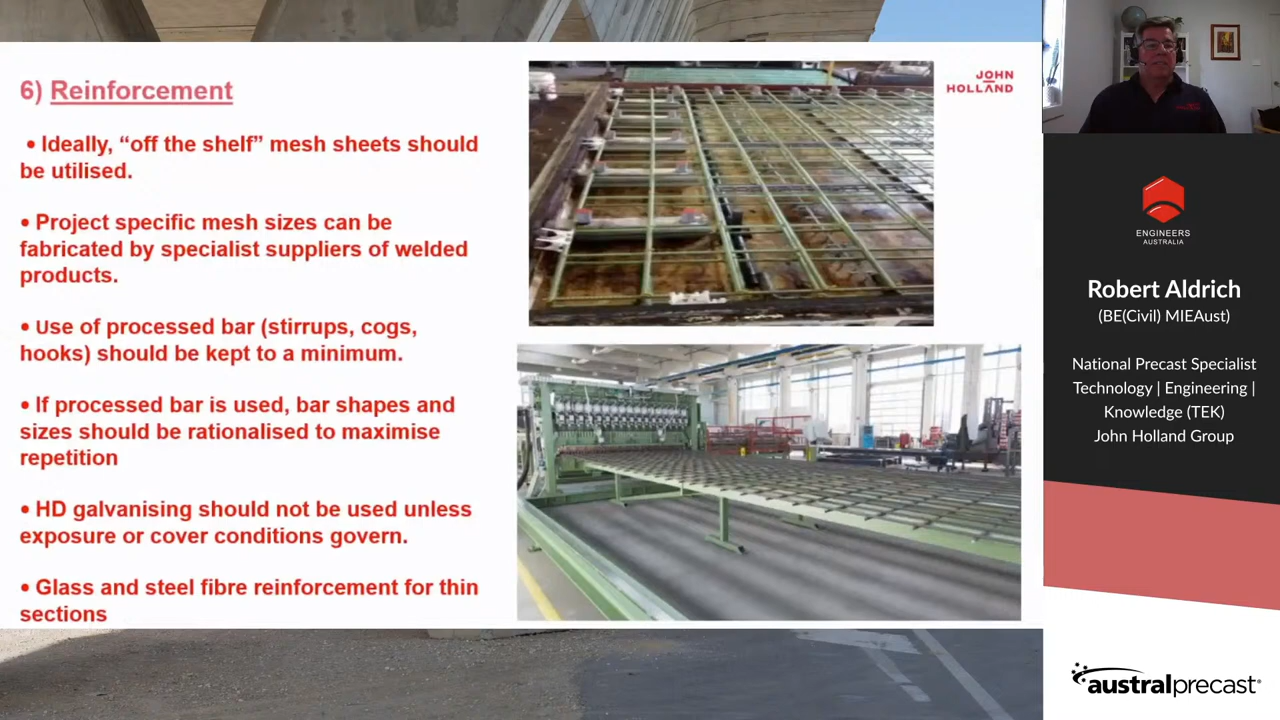 6) Reinforcement
• Ideally, “off the shelf” mesh sheets should
be utilised.
• Project specific mesh sizes can be
fabricated by specialist suppliers of welded
products.
• Use of processed bar (stirrups, cogs,
hooks) should be kept to a minimum.
• If processed bar is used, bar shapes and
sizes should be rationalised to maximise
repetition
• HD galvanising should not be used unless
exposure or cover conditions govern.
• Glass and steel fibre reinforcement for thin
sections
JOHN
HOLLAND
ENGINEERS
AUSTRALIA
Robert Aldrich
(BE(Civil) MIEAust)
National Precast Specialist
Technology | Engineering |
Knowledge (TEK)
John Holland Group
australprecast®